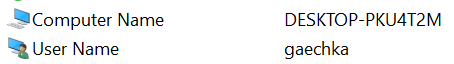 Computer Name DESKTOP-PKU4T2M
User Name gaechka